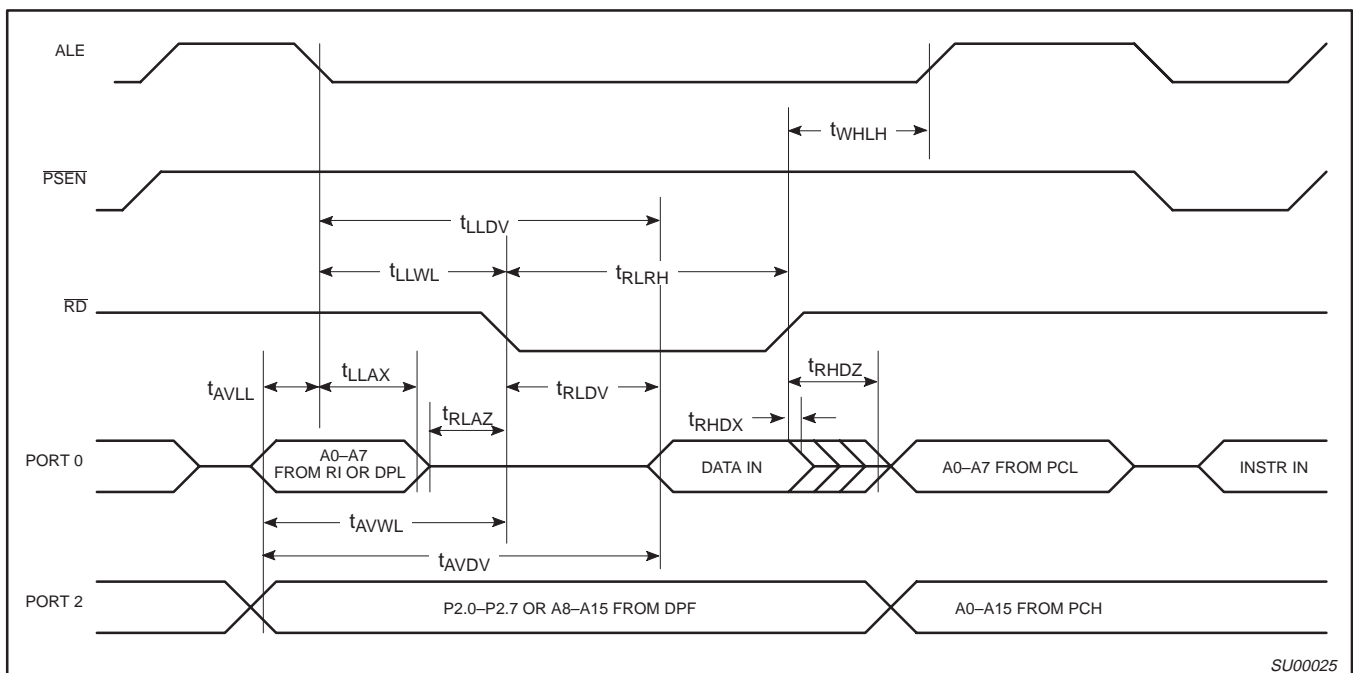 ALE
tWHLH
PSEN
tLLDV
tLLWL
tRLRH
RD
tAVLL
tLLAX
tRLDV
tRHDZ
tRLAZ
tRHDX
PORT 0
A0–A7
FROM RI OR DPL
DATA IN
A0–A7 FROM PCL
INSTR IN
tAVWL
tAVDV
PORT 2
P2.0–P2.7 OR A8–A15 FROM DPF
A0–A15 FROM PCH
SU00025